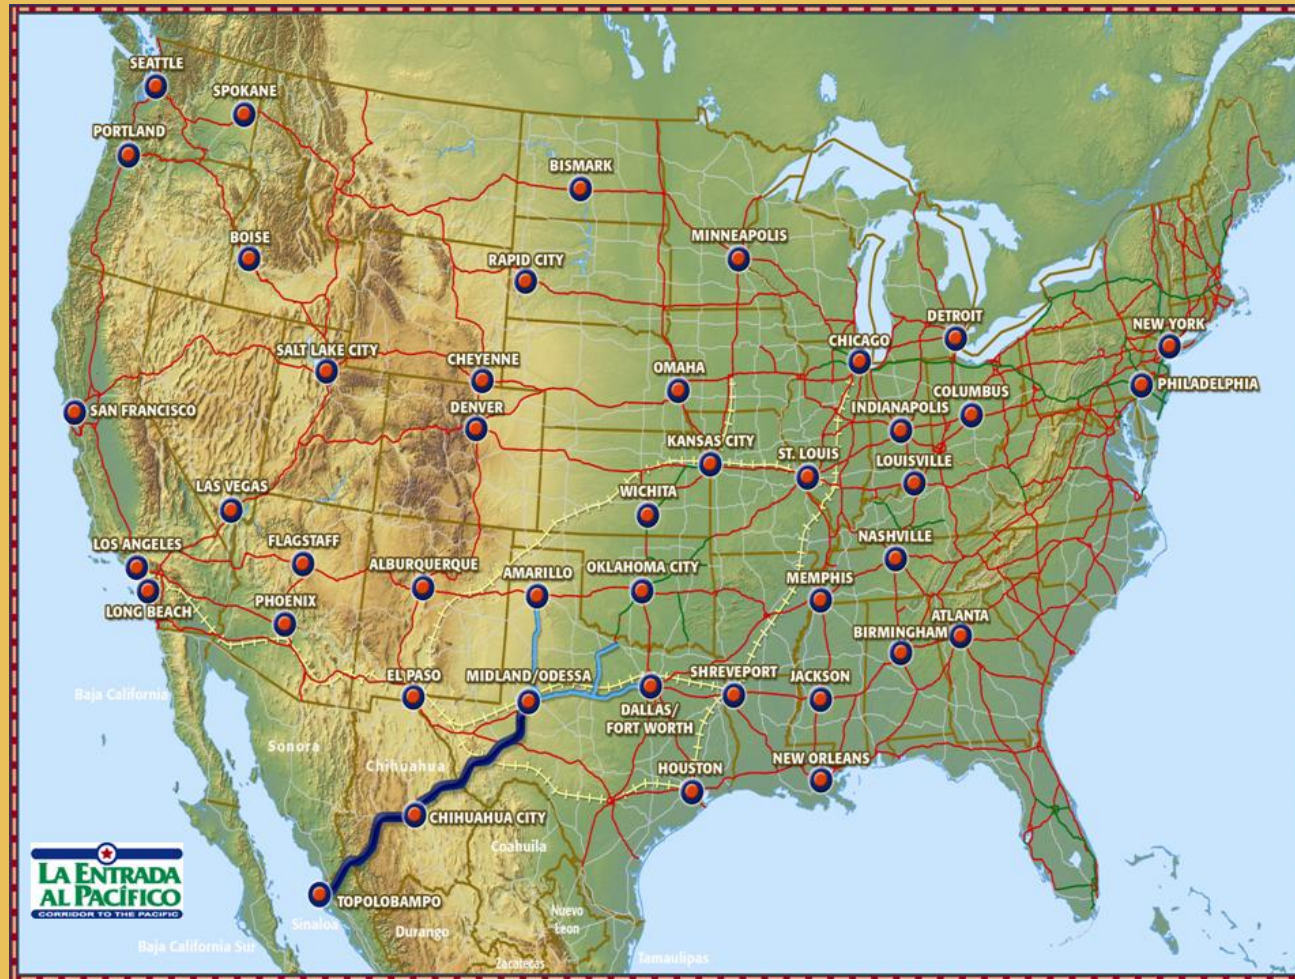 SEATTLE
SPOKANE
PORTLAND
BISMARK
BOISE
MINNEAPOLIS
RAPID CITY
DETROIT
NEW YORK
CHICAGO
SALT LAKE CITY
CHEYENNE
OMAHA
PHILADELPHIA
COLUMBUS
SAN FRANCISCO
DENVER
INDIANAPOLIS
KANSAS CITY
ST. LOUIS
LOUISVILLE
LAS VEGAS
WICHITA
NASHVILLE
LOS ANGELES
FLAGSTAFF
ALBURQUERQUE
AMARILLO
OKLAHOMA CITY
MEMPHIS
LONG BEACH
PHOENIX
ATLANTA
BIRMINGHAM
EL PASO
MIDLAND/ODESSA
SHREVEPORT
JACKSON
Baja California
DALLAS/
FORT WORTH
Sonora
Chihuahua
HOUSTON
NEW ORLEANS
CHIHUAHUA CITY
Coahuila
LA ENTRADA
AL PACÍFICO
CORRIDOR TO THE PACIFIC
TOPOLOBAMPO
Sinaloa
Durango
Nuevo
Leon
Baja California Sur
Zacatecas
Tamaulipas